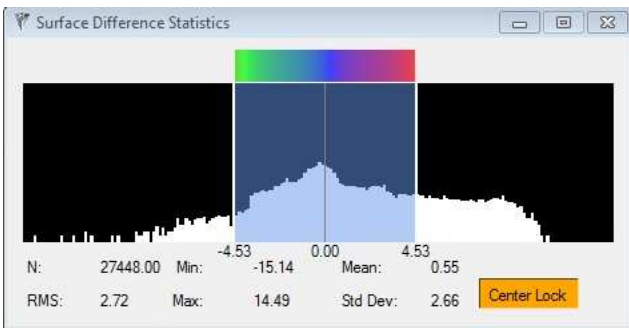 Surface Difference Statistics
-4.53 0.00 4.53
N: 27448.00 Min: -15.14 Mean: 0.55
RMS: 2.72 Max: 14.49 Std Dev: 2.66 Center Lock